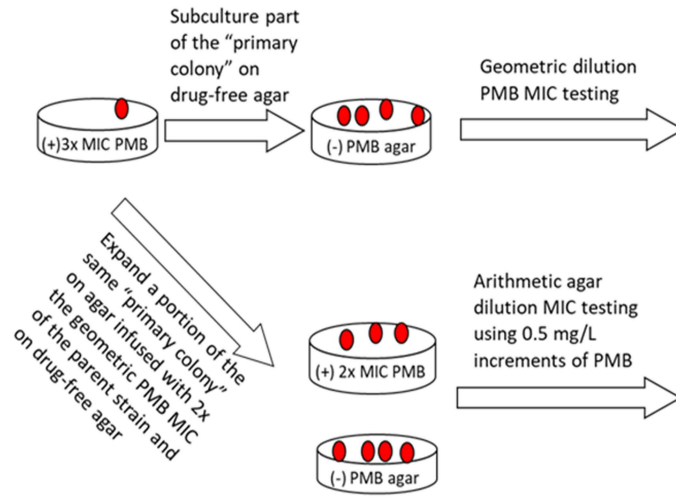 Subculture part
of the “primary
colony” on
drug-free agar
Geometric dilution
PMB MIC testing
(+)3x MIC PMB
(-) PMB agar
Expand a portion of the
same “primary colony”
on agar infused with 2x
the geometric PMB MIC
of the parent strain and
on drug-free agar
Arithmetic agar
dilution MIC testing
using 0.5 mg/L
increments of PMB
(+) 2x MIC PMB
(-) PMB agar